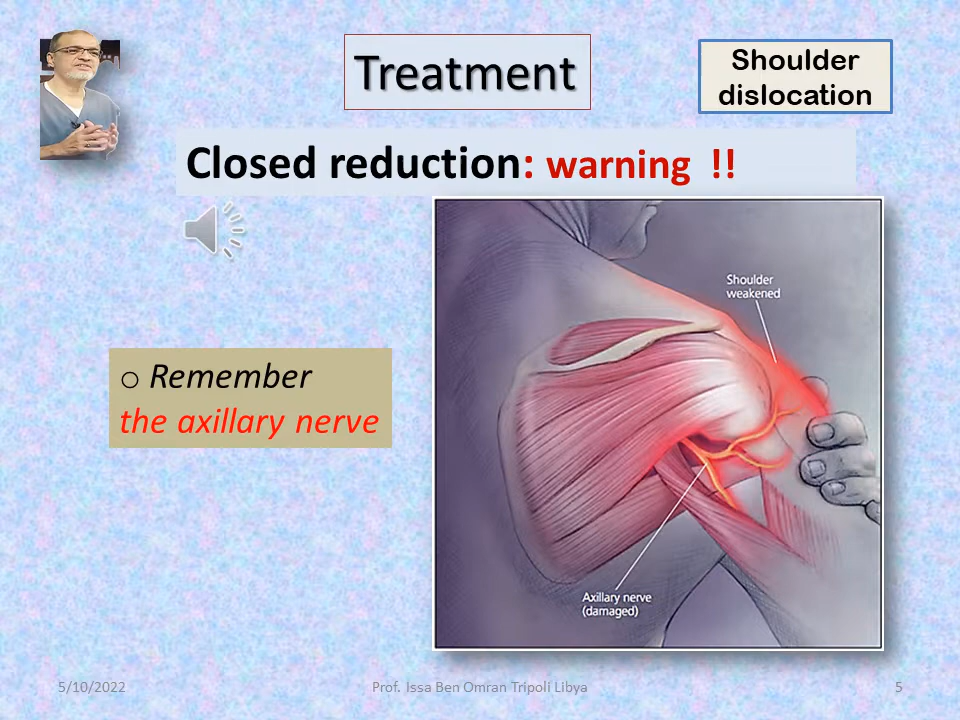 Treatment
Shoulder
dislocation
Closed reduction: warning !!
Shoulder
weakened
o Remember
the axillary nerve
Axillary nerve
(damaged)
5/10/2022
Prof. Issa Ben Omran Tripoli Libya
5